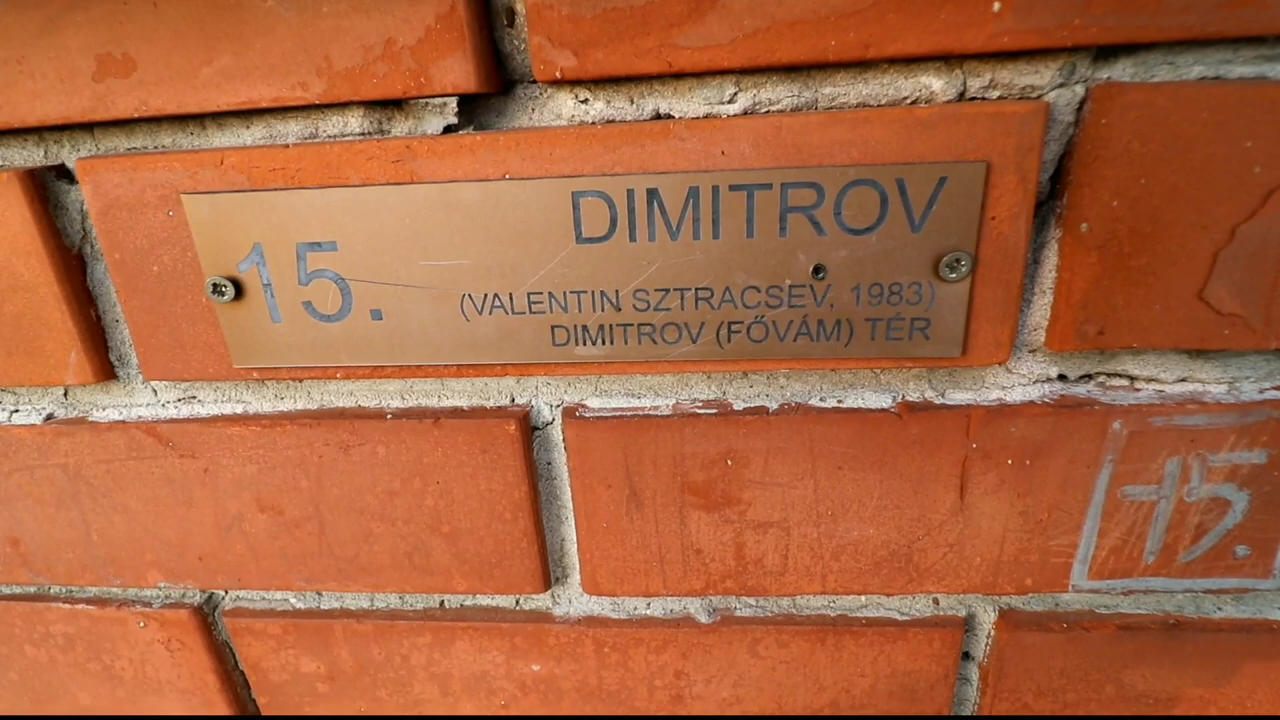 DIMITROV
15.
(VALENTIN SZTRACSEV, 1983)
DIMITROV (FŐVÁM) TÉR
15.